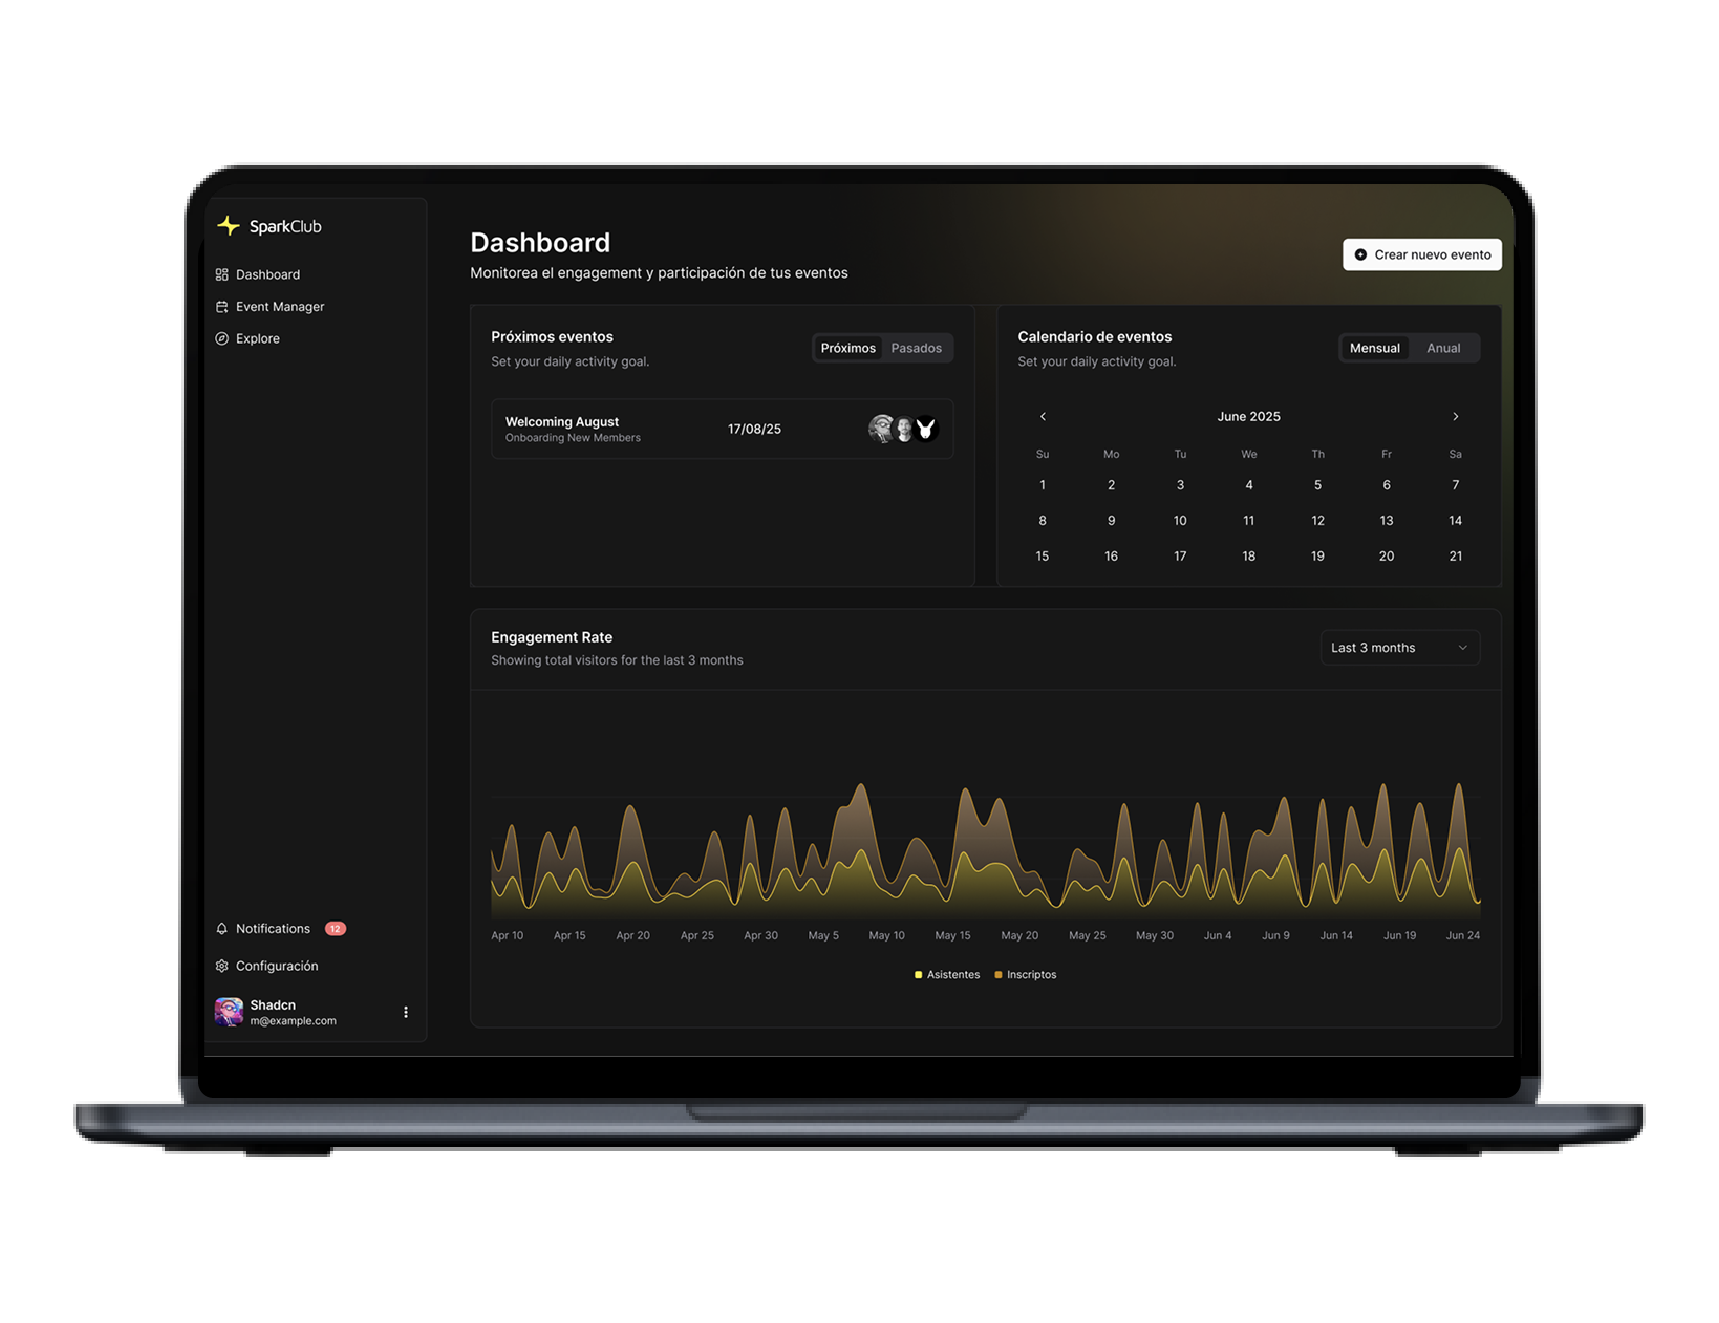 SparkClub
Dashboard
Event Manager
Explore
Notifications 12
Configuración
Shadcn
m@example.com
Dashboard
Monitorea el engagement y participación de tus eventos
Crear nuevo evento
Próximos eventos
Set your daily activity goal.
Próximos Pasados
Welcoming August
Onboarding New Members
17/08/25
Calendario de eventos
Set your daily activity goal.
Mensual Anual
June 2025
Su Mo Tu We Th Fr Sa
1 2 3 4 5 6 7
8 9 10 11 12 13 14
15 16 17 18 19 20 21
Engagement Rate
Showing total visitors for the last 3 months
Last 3 months
Apr 10 Apr 15 Apr 20 Apr 25 Apr 30 May 5 May 10 May 15 May 20 May 25 May 30 Jun 4 Jun 9 Jun 14 Jun 19 Jun 24
Asistentes Inscriptos